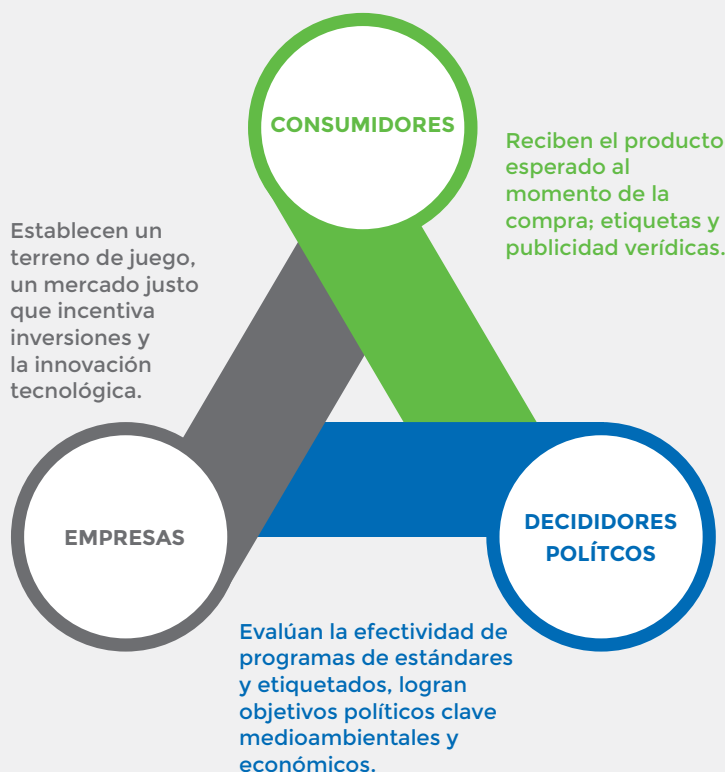 CONSUMIDORES
Reciben el producto
esperado al
momento de la
compra; etiquetas y
publicidad verídicas.
Establecen un
terreno de juego,
un mercado justo
que incentiva
inversiones y
la innovación
tecnológica.
EMPRESAS
DECIDIDORES
POLÍTCOS
Evalúan la efectividad de
programas de estándares
y etiquetados, logran
objetivos políticos clave
medioambientales y
económicos.